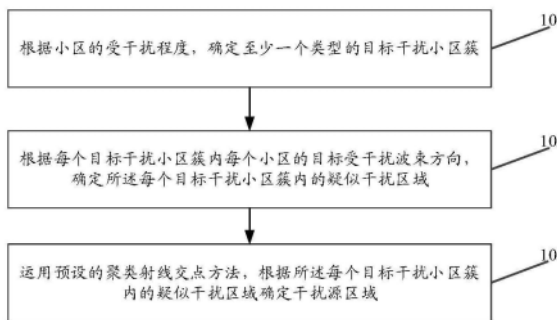 根据小区的受干扰程度，确定至少一个类型的目标干扰小区簇
10
根据每个目标干扰小区簇内每个小区的目标受干扰波束方向，
确定所述每个目标干扰小区簇内的疑似干扰区域
10
运用预设的聚类射线交点方法，根据所述每个目标干扰小区簇
内的疑似干扰区域确定干扰源区域
10